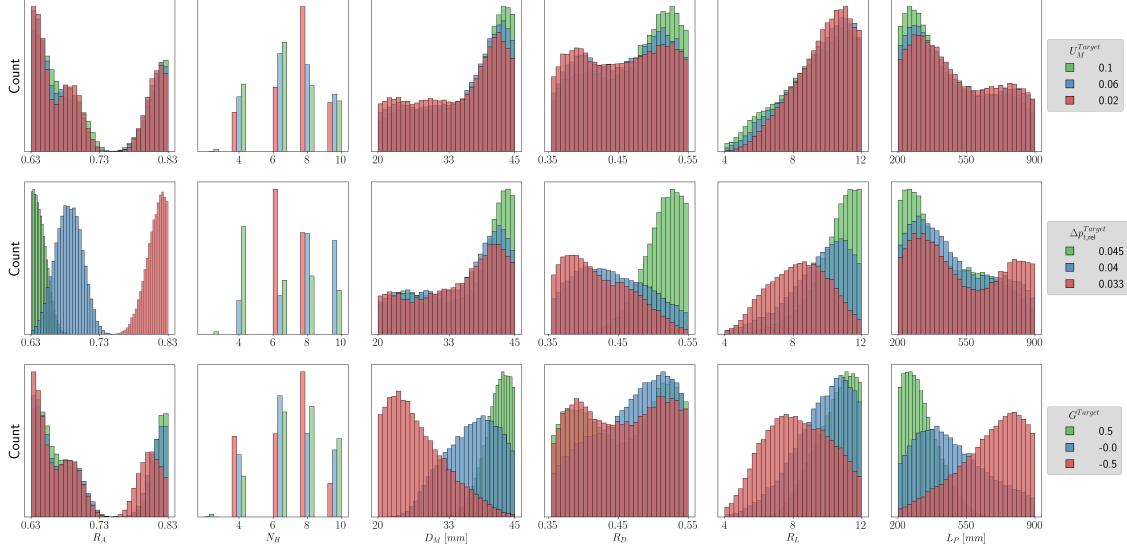 Count
0.63 0.73 0.83
4 6 8 10
20 33 45
0.35 0.45 0.55
4 8 12
200 550 900
U_M^{Target}
0.1
0.06
0.02
Count
0.63 0.73 0.83
4 6 8 10
20 33 45
0.35 0.45 0.55
4 8 12
200 550 900
Δp_{t,rel}^{Target}
0.045
0.04
0.033
Count
0.63 0.73 0.83
4 6 8 10
20 33 45
0.35 0.45 0.55
4 8 12
200 550 900
R_A N_H D_M [mm] R_D R_L L_P [mm]
G^{Target}
0.5
-0.0
-0.5